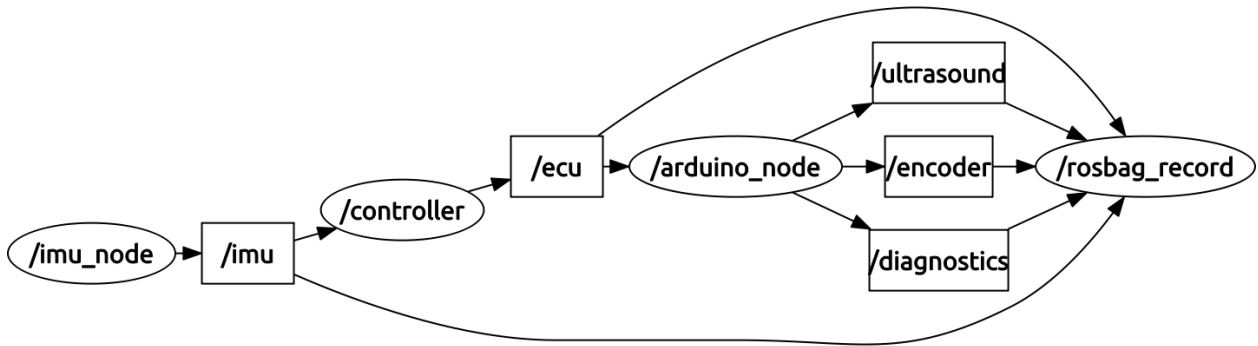 /imu_node
/imu
/controller
/ecu
/arduino_node
/ultrasound
/encoder
/diagnostics
/rosbag_record